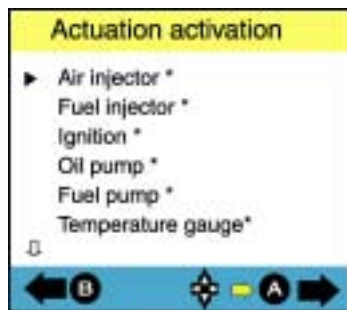 Actuation activation
Air injector *
Fuel injector *
Ignition *
Oil pump *
Fuel pump *
Temperature gauge*
B A